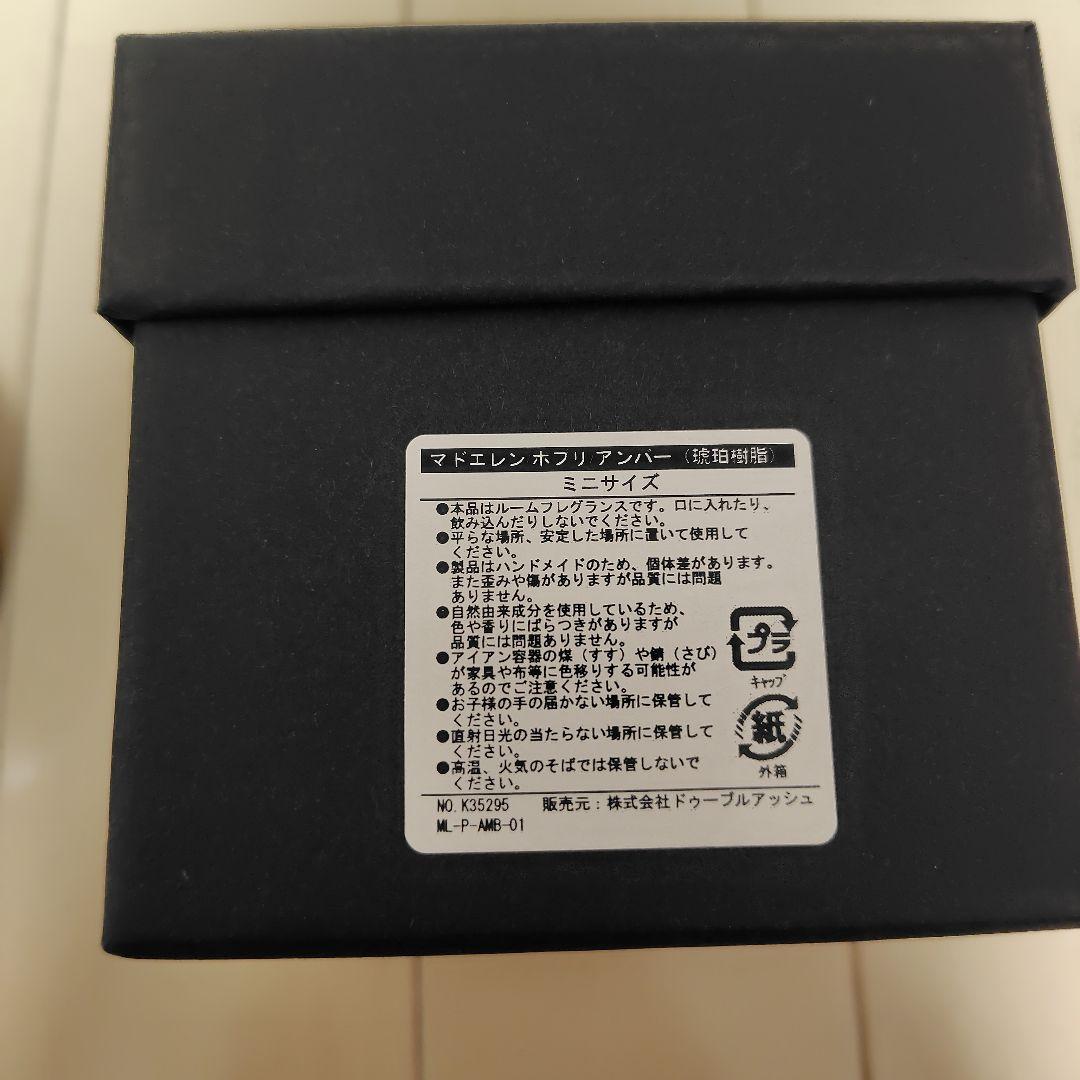 マドエレン ホフリ/アンバー（琥珀樹脂）
ミニサイズ
●本品はルームフレグランスです。口に入れたり、
飲み込んだりしないでください。
●平らな場所、安定した場所に置いて使用して
ください。
●製品はハンドメイドのため、個体差があります。
また歪みや傷がありますが品質には問題
ありません。
●自然由来成分を使用しているため、
色や香りにばらつきがありますが
品質には問題ありません。
●アイアン容器の煤（すす）や錆（さび）
が家具や布等に色移りする可能性が
あるのでご注意ください。
●お子様の手の届かない場所に保管して
ください。
●直射日光の当たらない場所に保管して
ください。
●高温、火気のそばでは保管しないで
ください。
プラ
キャップ
紙
外箱
NO.K35295 販売元：株式会社ドゥーブルアッシュ
ML-P-AMB-01